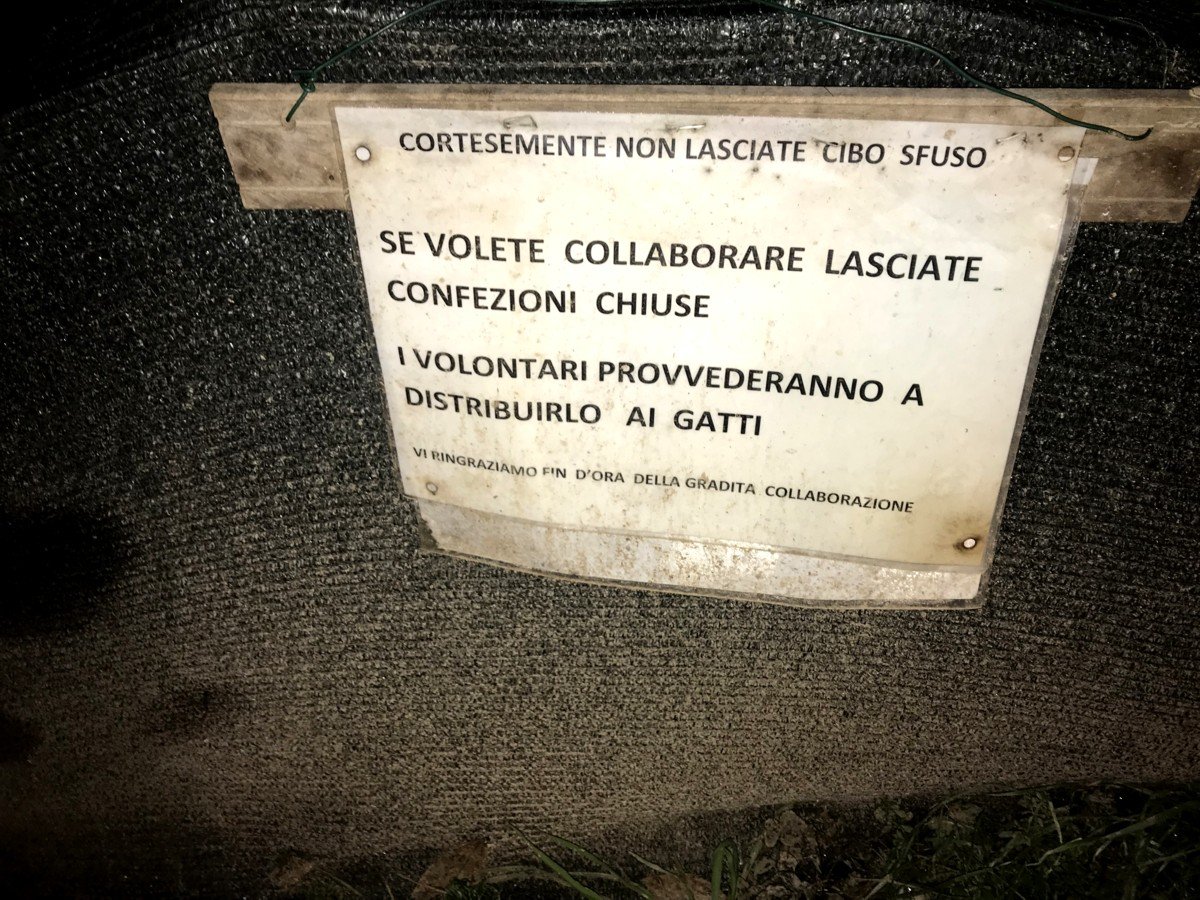 CORTESEMENTE NON LASCIATE CIBO SFUSO
SE VOLETE COLLABORARE LASCIATE
CONFEZIONI CHIUSE
I VOLONTARI PROVVEDERANNO A
DISTRIBUIRLO AI GATTI
VI RINGRAZIAMO FIN D'ORA DELLA GRADITA COLLABORAZIONE